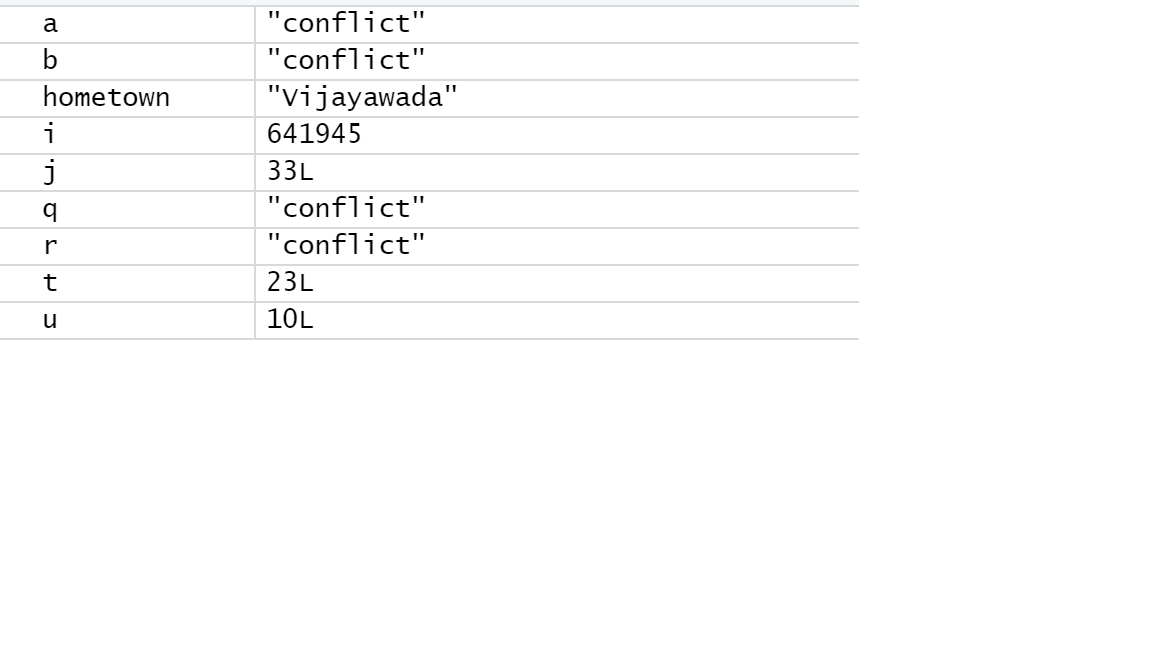 a "conflict"
b "conflict"
hometown "Vijayawada"
i 641945
j 33L
q "conflict"
r "conflict"
t 23L
u 10L